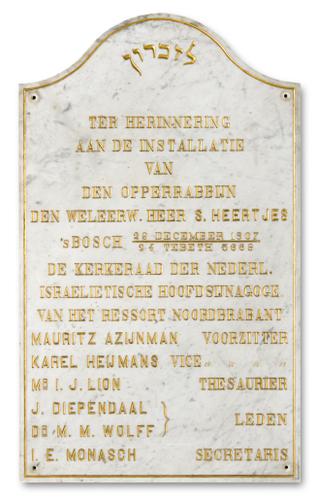 לזכרון
TER HERINNERING
AAN DE INSTALLATIE
VAN
DEN OPPERRABBIJN
DEN WELEERW. HEER S. HEERTJES
'sBOSCH 29 DECEMBER 1907
24 TEBETH 5668
DE KERKERAAD DER NEDERL.
ISRAELIETISCHE HOOFDSIJNAGOGE
VAN HET RESSORT NOORDBRABANT
MAURITZ AZIJNMAN VOORZITTER
KAREL HEIJMANS VICE „ „ „
Mr I. J. LION THESAURIER
J. DIEPENDAAL
Dr M. M. WOLFF } LEDEN
I. E. MONASCH SECRETARIS